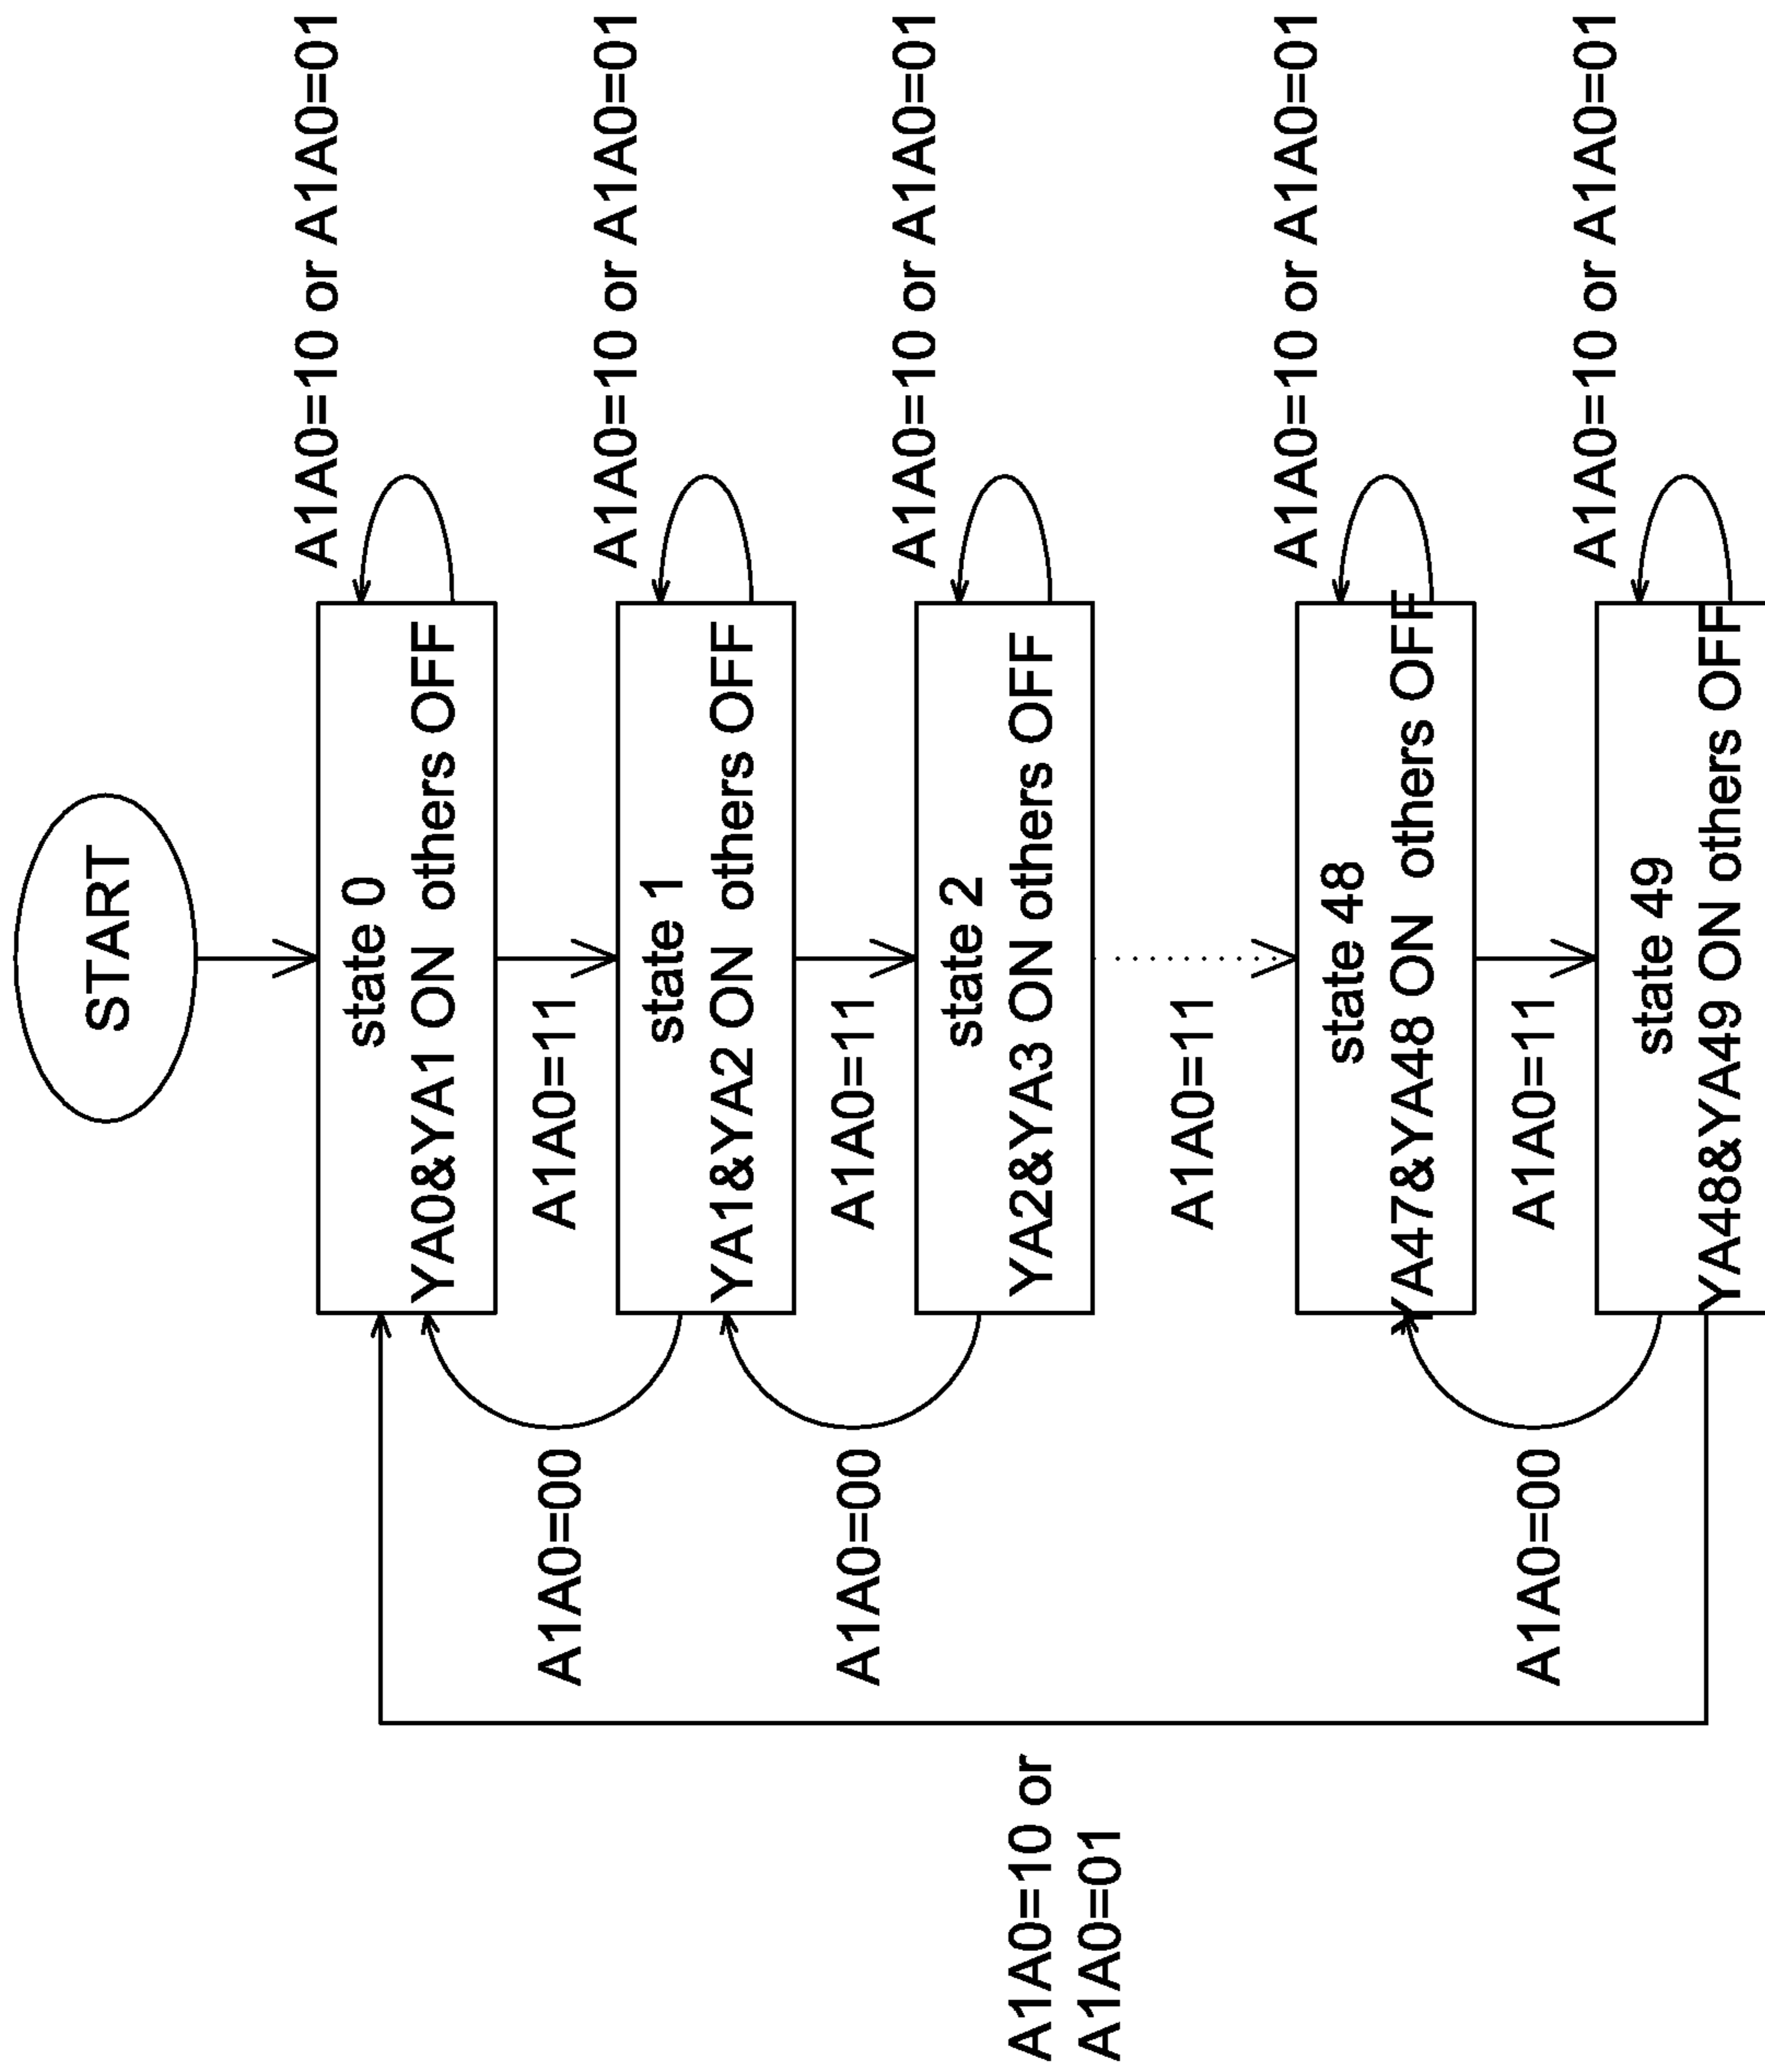 START
A1A0=10 or A1A0=01
state 0
YA0&YA1 ON others OFF
A1A0=11
A1A0=00
A1A0=10 or A1A0=01
state 1
YA1&YA2 ON others OFF
A1A0=11
A1A0=00
A1A0=10 or A1A0=01
state 2
YA2&YA3 ON others OFF
A1A0=10 or
A1A0=01
A1A0=11
A1A0=10 or A1A0=01
state 48
YA47&YA48 ON others OFF
A1A0=11
A1A0=00
A1A0=10 or A1A0=01
state 49
YA48&YA49 ON others OFF